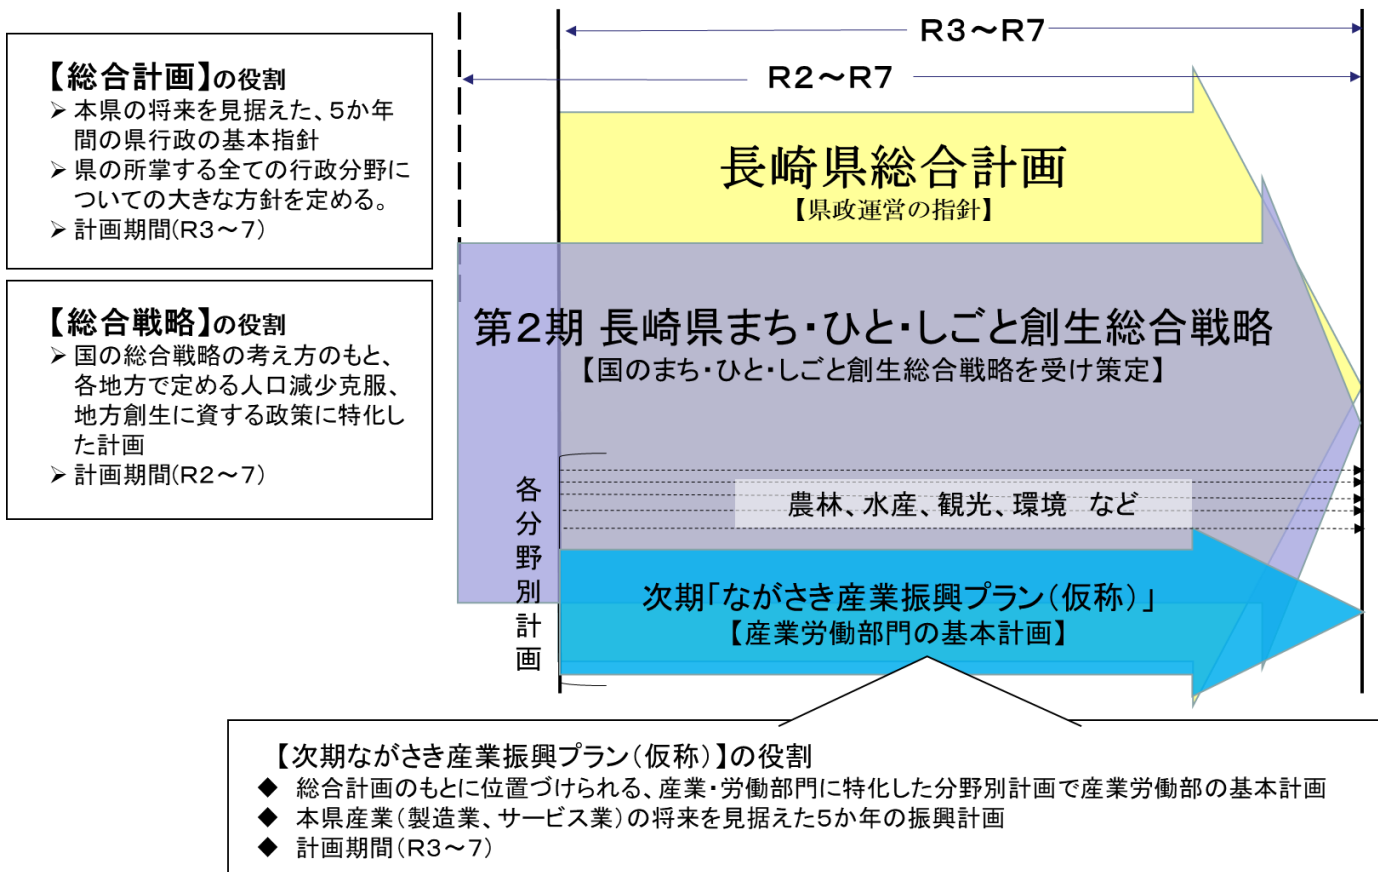 R3～R7
R2～R7
【総合計画】の役割
➢ 本県の将来を見据えた、5か年
間の県行政の基本指針
➢ 県の所掌する全ての行政分野に
ついての大きな方針を定める。
➢ 計画期間(R3～7)
【総合戦略】の役割
➢ 国の総合戦略の考え方のもと、
各地方で定める人口減少克服、
地方創生に資する政策に特化し
た計画
➢ 計画期間(R2～7)
長崎県総合計画
【県政運営の指針】
第2期 長崎県まち・ひと・しごと創生総合戦略
【国のまち・ひと・しごと創生総合戦略を受け策定】
各分野別計画
農林、水産、観光、環境 など
次期「ながさき産業振興プラン（仮称）」
【産業労働部門の基本計画】
【次期ながさき産業振興プラン（仮称）】の役割
◆ 総合計画のもとに位置づけられる、産業・労働部門に特化した分野別計画で産業労働部の基本計画
◆ 本県産業（製造業、サービス業）の将来を見据えた5か年の振興計画
◆ 計画期間（R3～7）